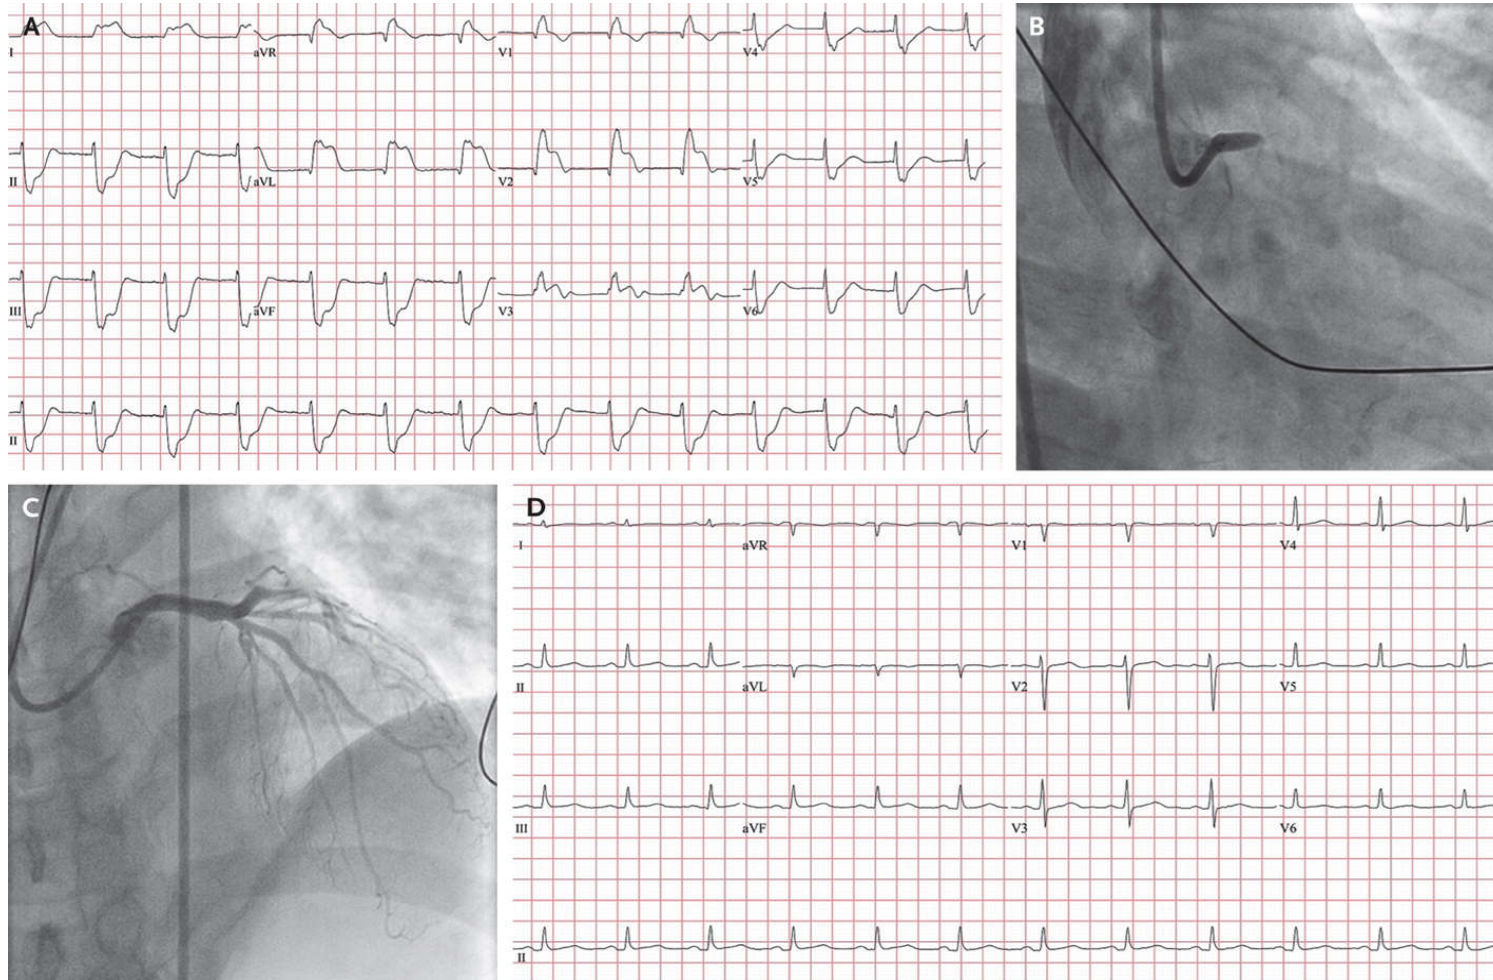 A
I aVR V1 V4
II aVL V2 V5
III aVF V3 V6
II
B
C
D
I aVR V1 V4
II aVL V2 V5
III aVF V3 V6
II